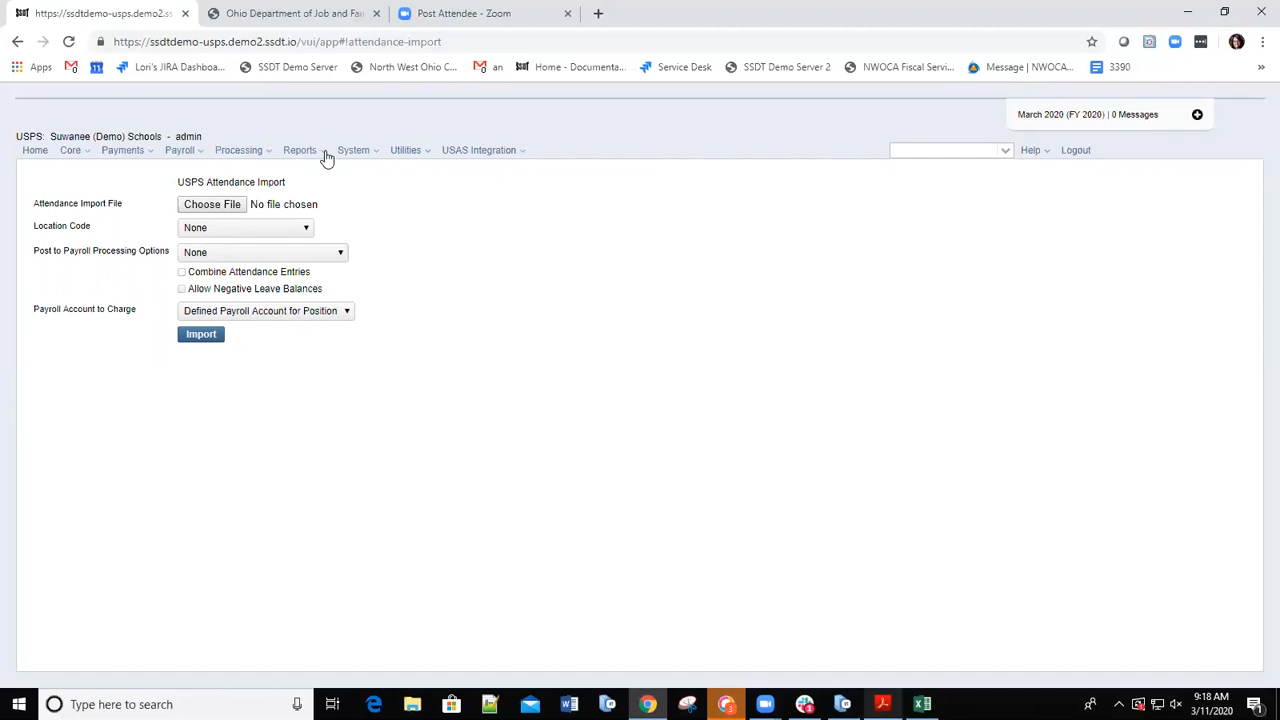 https://ssdtdemo-usps.demo2.ss
Ohio Department of Job and Fan
Post Attendee - Zoom
https://ssdtdemo-usps.demo2.ssdt.io/vui/app#!attendance-import
Apps
11
Lori's JIRA Dashboa...
SSDT Demo Server
North West Ohio C...
an
SSDT
Home - Documenta...
Service Desk
SSDT Demo Server 2
NWOCA Fiscal Servi...
Message | NWOCA...
3390
March 2020 (FY 2020) | 0 Messages
USPS: Suwanee (Demo) Schools - admin
Home Core Payments Payroll Processing Reports System Utilities USAS Integration Help Logout
USPS Attendance Import
Attendance Import File Choose File No file chosen
Location Code None
Post to Payroll Processing Options None
Combine Attendance Entries
Allow Negative Leave Balances
Payroll Account to Charge Defined Payroll Account for Position
Import
Type here to search
9:18 AM
3/11/2020